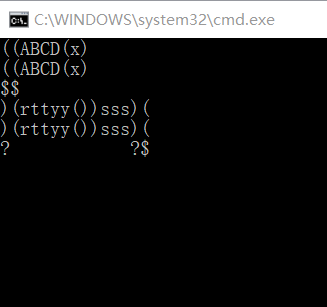 C:\WINDOWS\system32\cmd.exe
((ABCD(x)
((ABCD(x)
$$
)(rttyy())sss)(
)(rttyy())sss)(
?            ?$